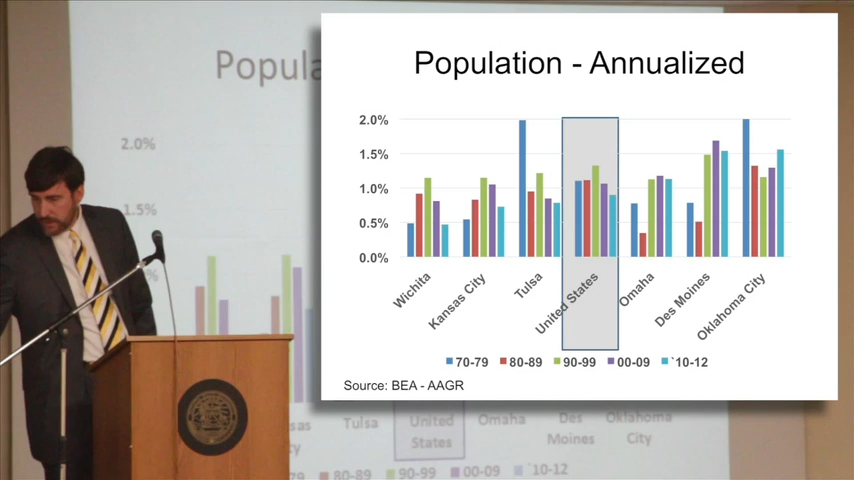 Popula
2.0%
1.5%
Tulsa
United
States
Omaha
Des
Moines
Oklahoma
City
80-89
90-99
00-09
`10-12
Population - Annualized
2.0%
1.5%
1.0%
0.5%
0.0%
Wichita
Kansas City
Tulsa
United States
Omaha
Des Moines
Oklahoma City
70-79
80-89
90-99
00-09
`10-12
Source: BEA - AAGR